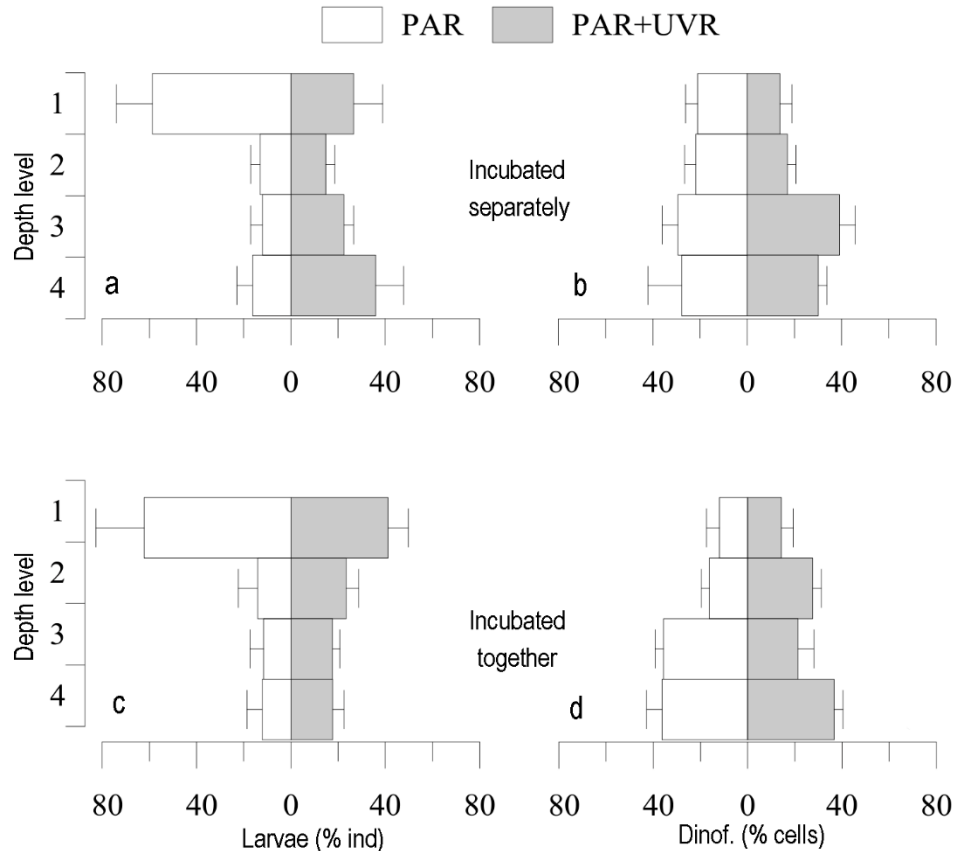 PAR PAR+UVR
Depth level
1
2
3
4
a
Incubated
separately
b
80 40 0 40 80
80 40 0 40 80
Depth level
1
2
3
4
c
Incubated
together
d
80 40 0 40 80
Larvae (% ind)
80 40 0 40 80
Dinof. (% cells)